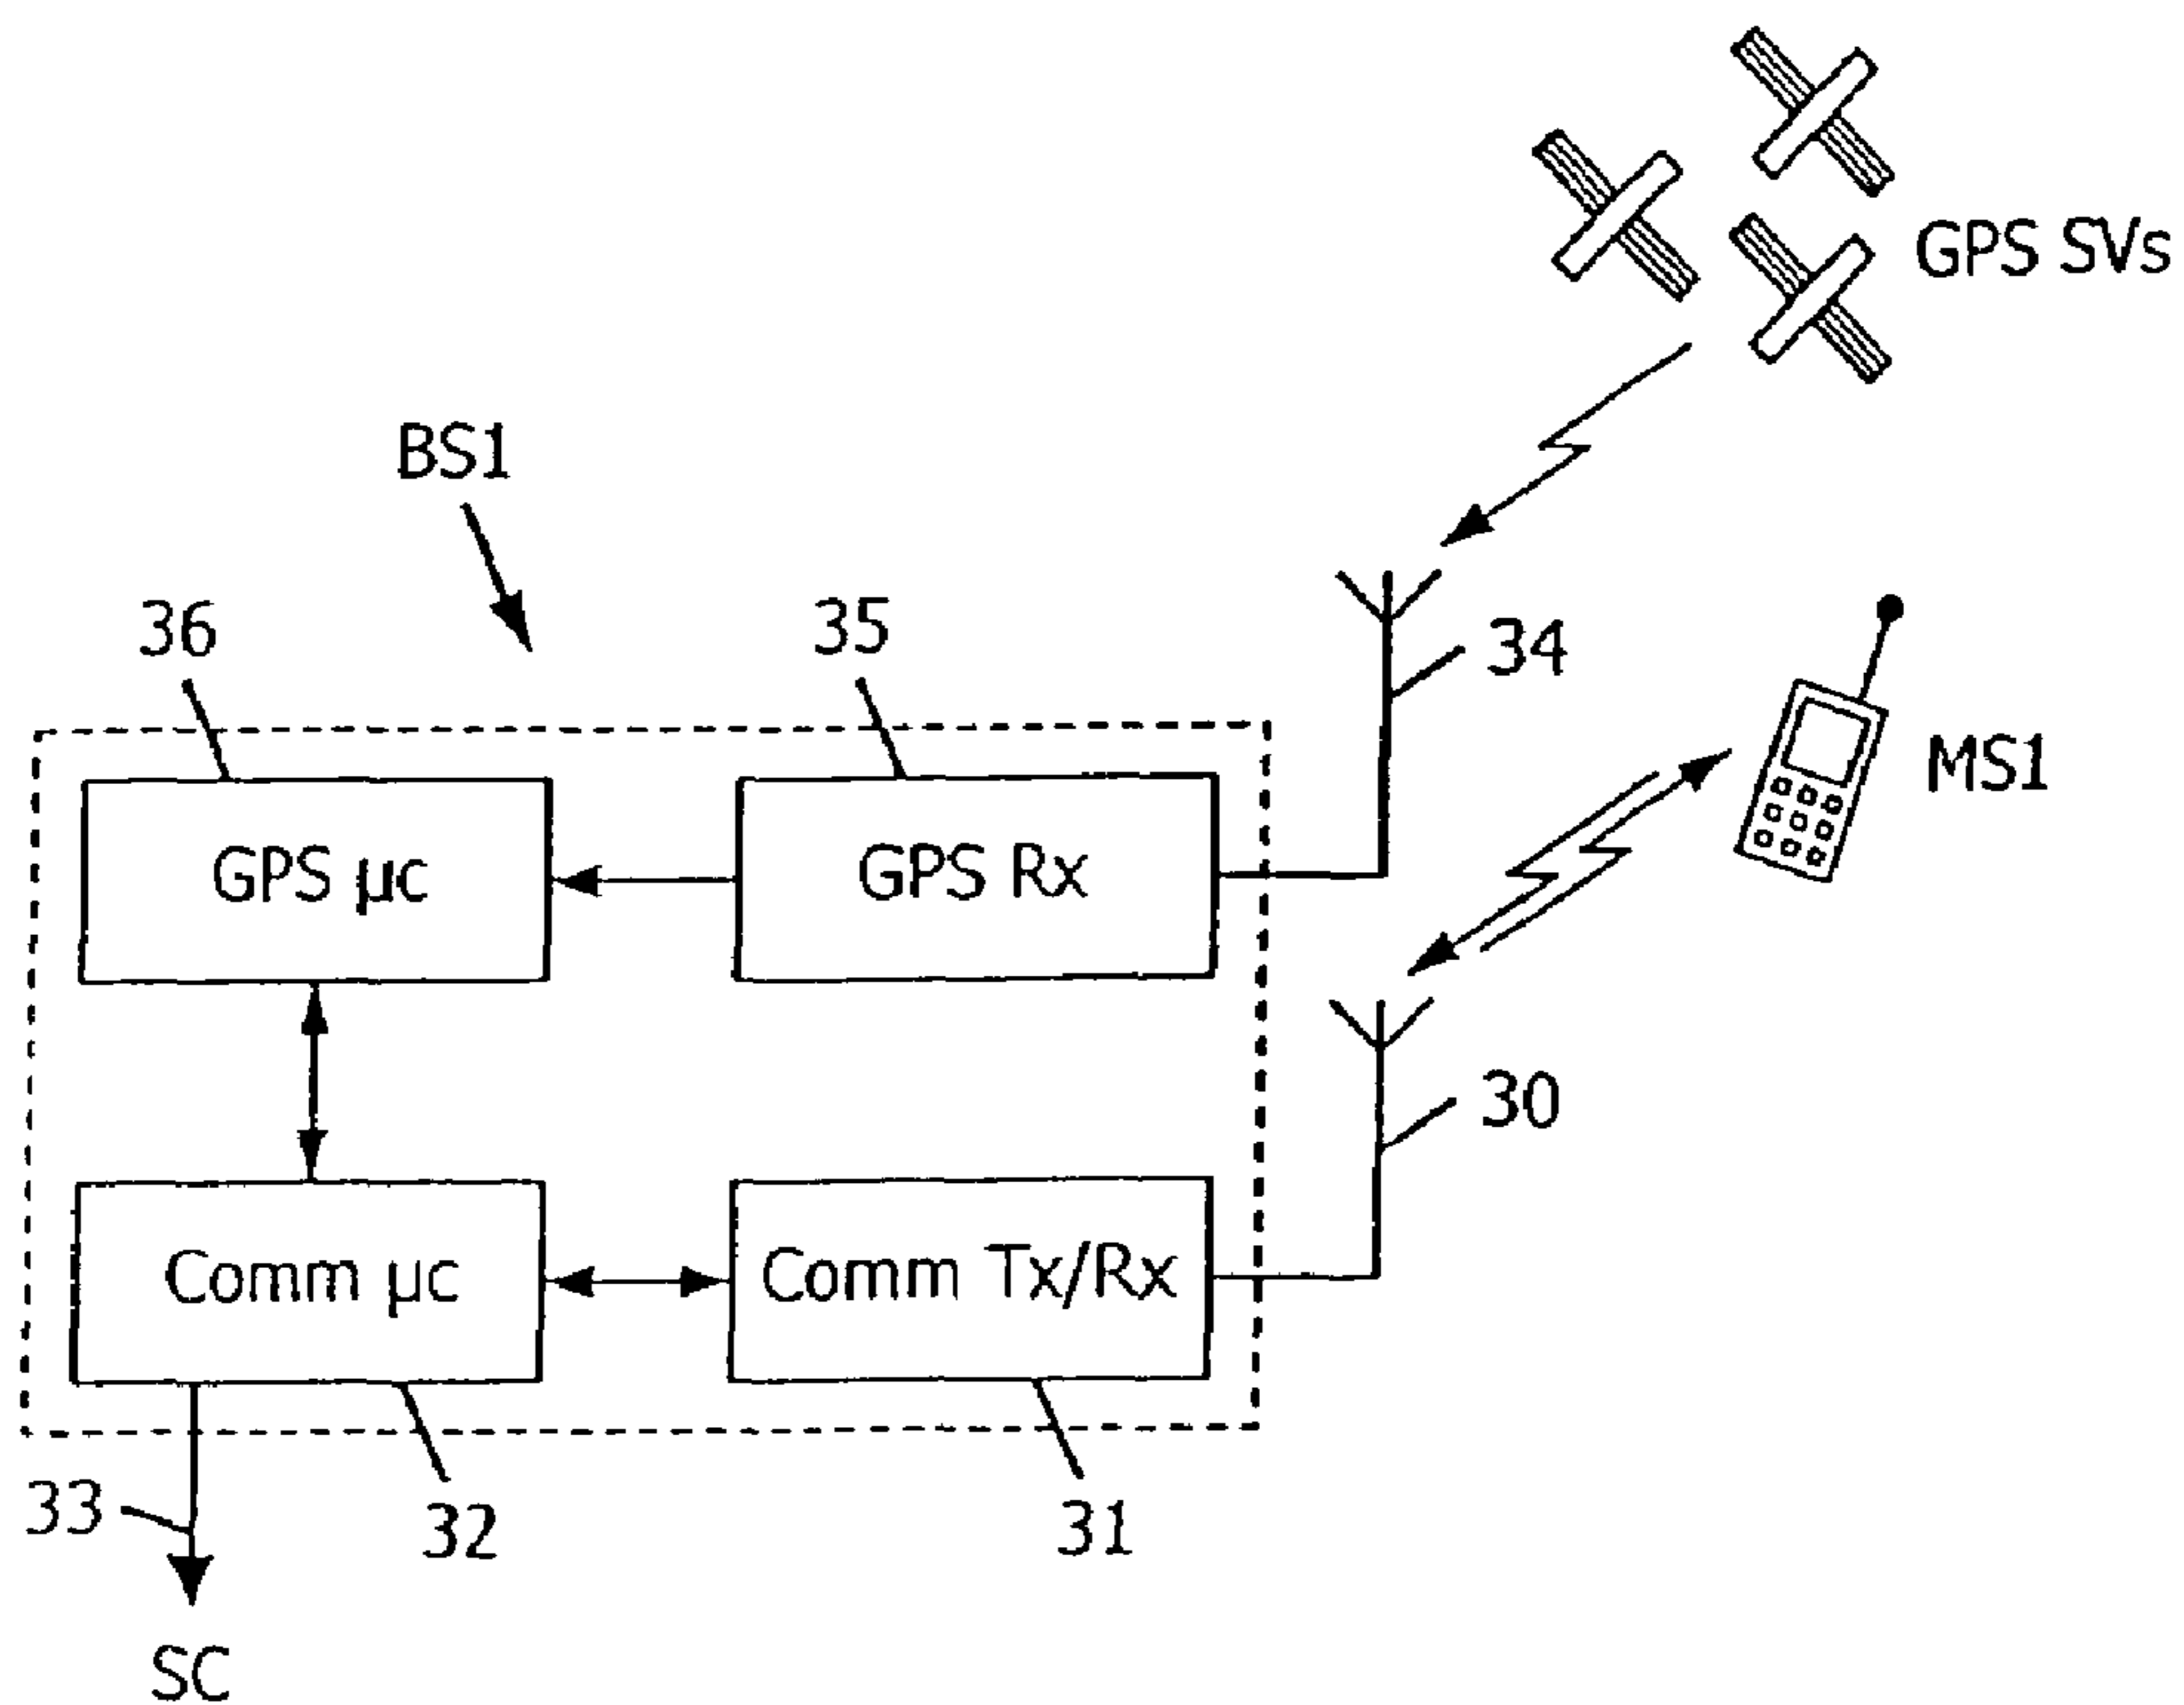 GPS SVs
BS1
36
35
34
MS1
GPS µc
GPS Rx
30
Comm µc
Comm Tx/Rx
33
32
31
SC